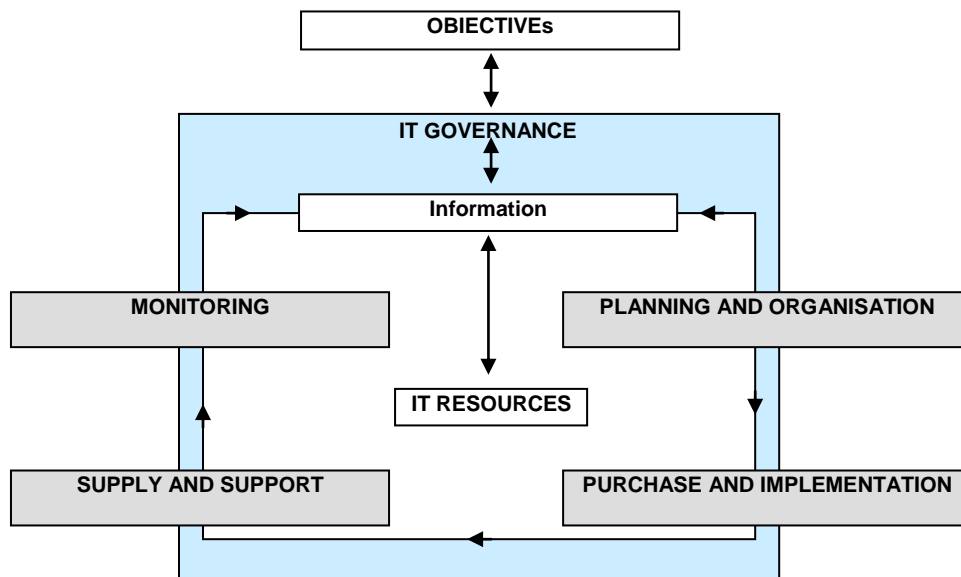 OBIECTIVEs
IT GOVERNANCE
Information
MONITORING
PLANNING AND ORGANISATION
IT RESOURCES
SUPPLY AND SUPPORT
PURCHASE AND IMPLEMENTATION